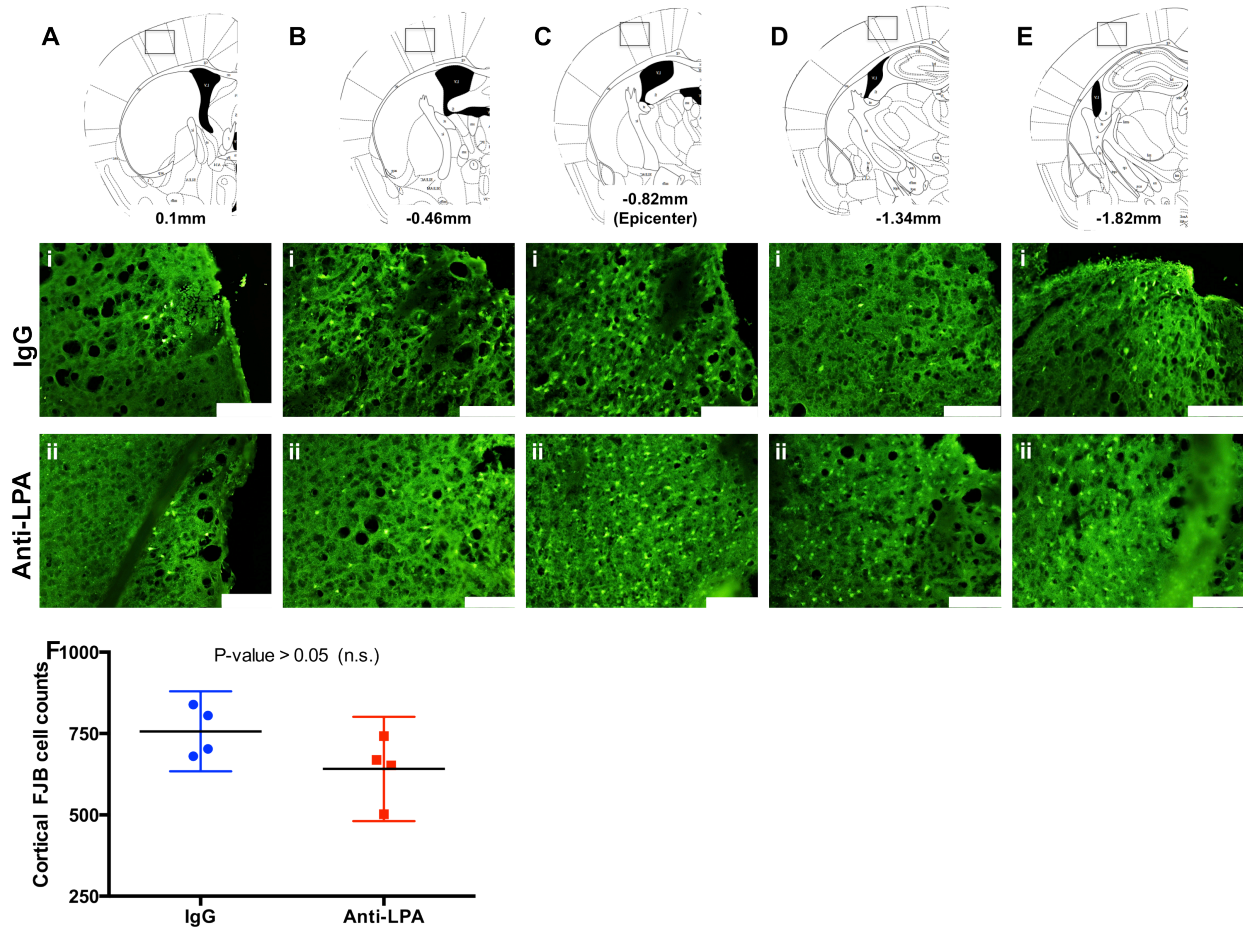 A B C D E
0.1mm
-0.46mm
-0.82mm
(Epicenter)
-1.34mm
-1.82mm
IgG
i i i i i
Anti-LPA
ii ii ii ii ii
F
P-value > 0.05 (n.s.)
Cortical FJB cell counts
1000
750
500
250
IgG Anti-LPA